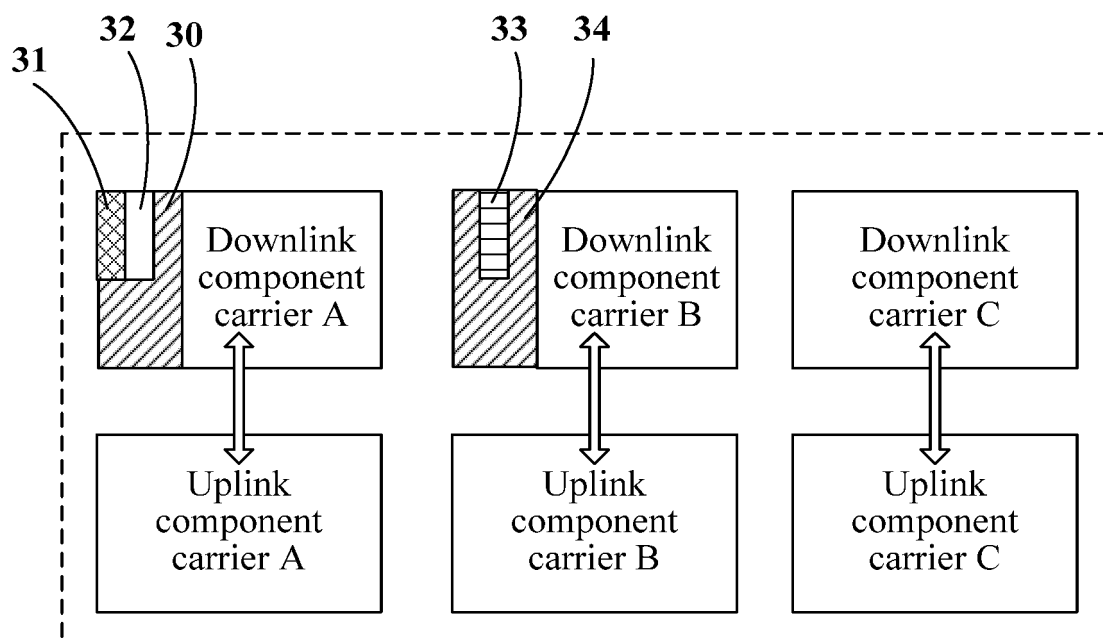 31
32
30
33
34
Downlink
component
carrier A
Downlink
component
carrier B
Downlink
component
carrier C
Uplink
component
carrier A
Uplink
component
carrier B
Uplink
component
carrier C